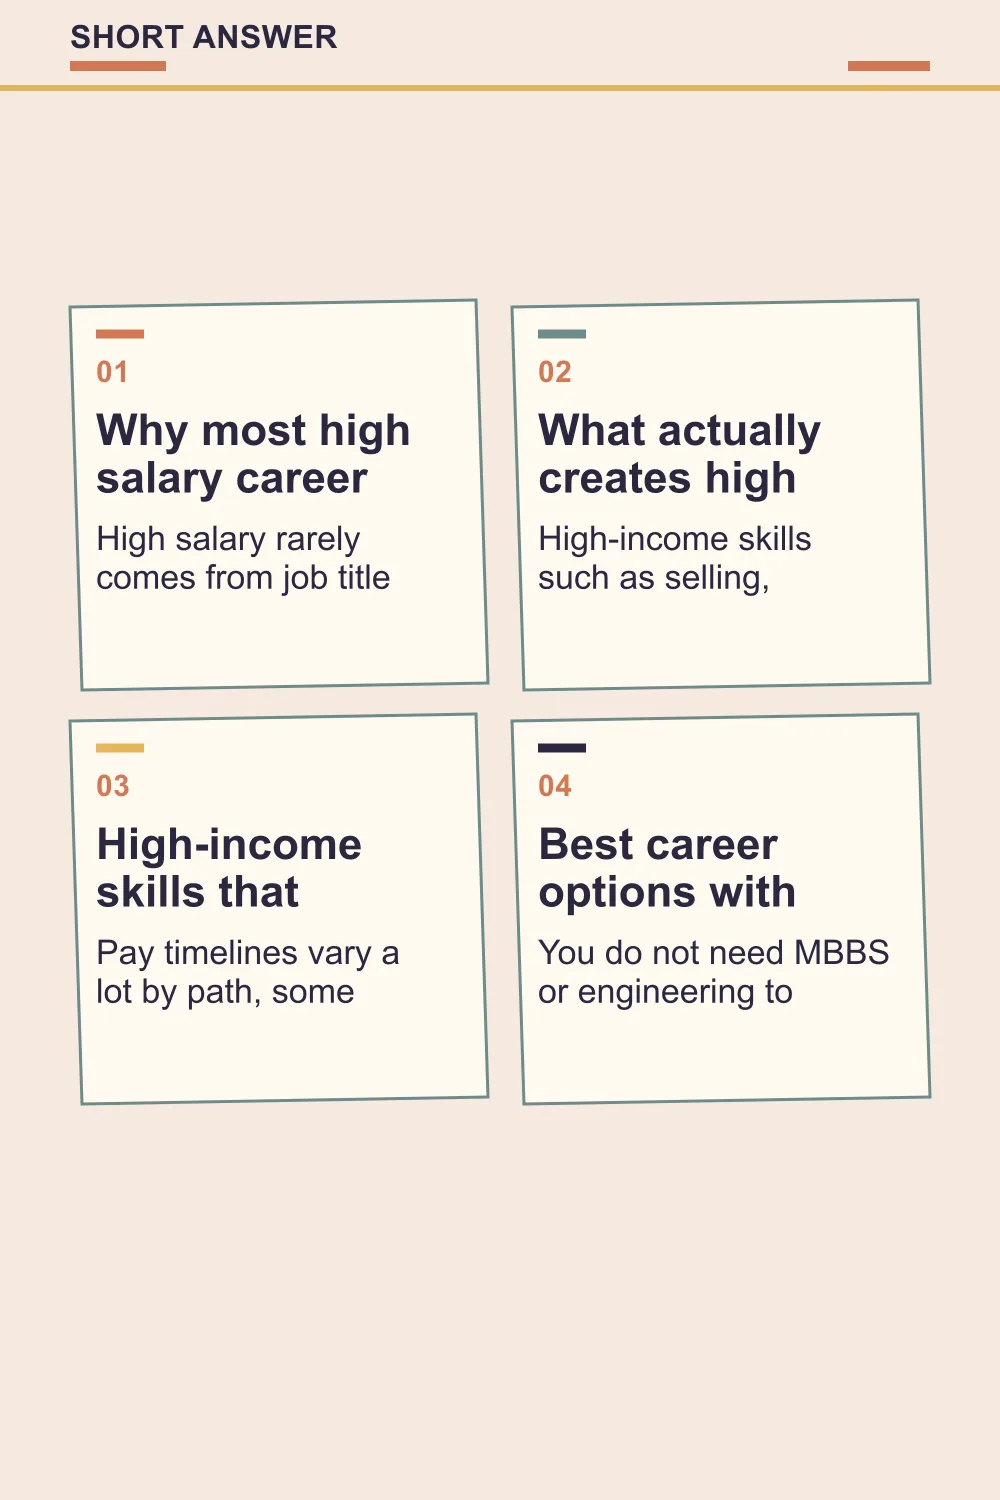 SHORT ANSWER
01
Why most high
salary career
High salary rarely
comes from job title
02
What actually
creates high
High-income skills
such as selling,
03
High-income
skills that
Pay timelines vary a
lot by path, some
04
Best career
options with
You do not need MBBS
or engineering to